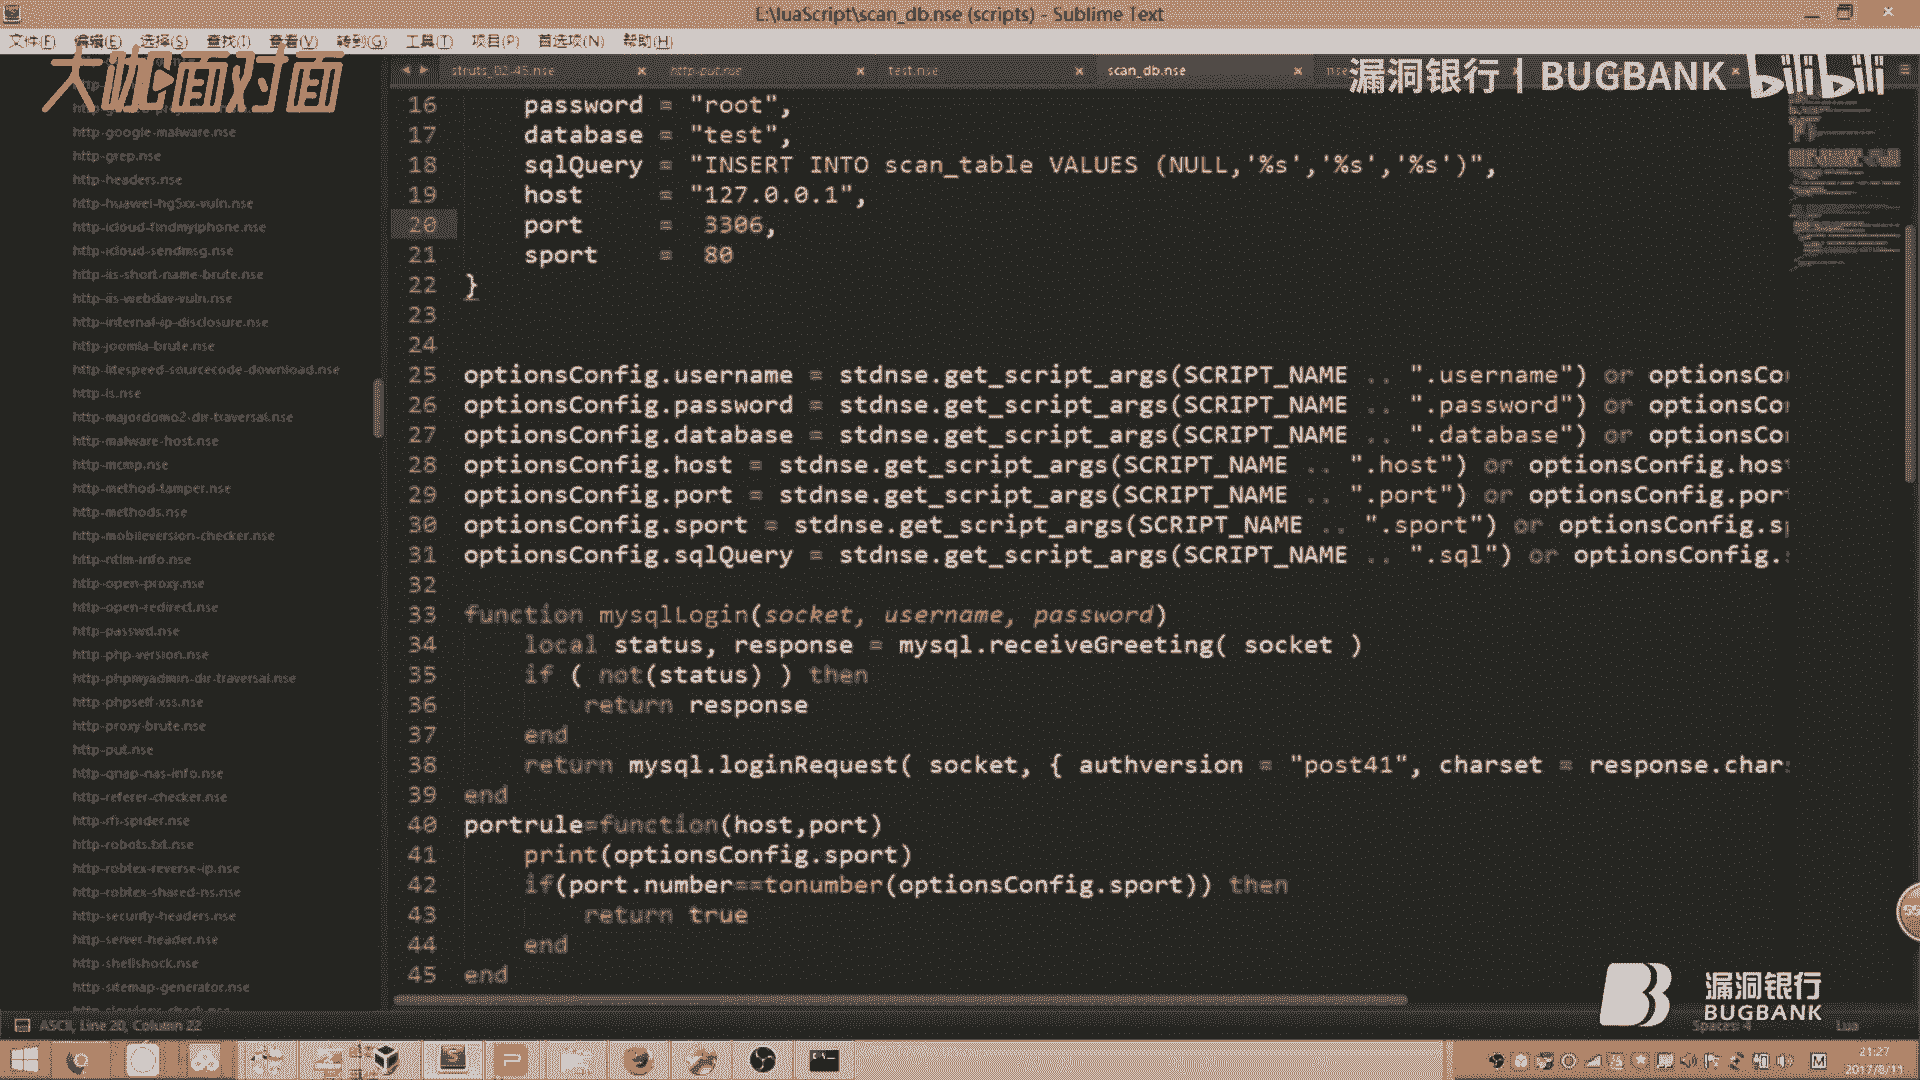 E:\luaScript\scan_db.nse (scripts) - Sublime Text
文件(F) 编辑(E) 选择(S) 查找(I) 查看(V) 转到(G) 工具(T) 项目(P) 首选项(N) 帮助(H)
大咖面对面
struts_02-45.nse http-put.nse test.nse scan_db.nse
漏洞银行 | BUGBANK bilibili
http-google-malware.nse
http-grep.nse
http-headers.nse
http-huawei-hg5xx-vuln.nse
http-icloud-findmyiphone.nse
http-icloud-sendmsg.nse
http-iis-short-name-brute.nse
http-iis-webdav-vuln.nse
http-internal-ip-disclosure.nse
http-joomla-brute.nse
http-litespeed-sourcecode-download.nse
http-ls.nse
http-majordomo2-dir-traversal.nse
http-malware-host.nse
http-mcmp.nse
http-method-tamper.nse
http-methods.nse
http-mobileversion-checker.nse
http-ntlm-info.nse
http-open-proxy.nse
http-open-redirect.nse
http-passwd.nse
http-php-version.nse
http-phpmyadmin-dir-traversal.nse
http-phpself-xss.nse
http-proxy-brute.nse
http-put.nse
http-qnap-nas-info.nse
http-referer-checker.nse
http-rfi-spider.nse
http-robots.txt.nse
http-robtex-reverse-ip.nse
http-robtex-shared-ns.nse
http-security-headers.nse
http-server-header.nse
http-shellshock.nse
http-sitemap-generator.nse
16 password = "root",
17 database = "test",
18 sqlQuery = "INSERT INTO scan_table VALUES (NULL,'%s','%s','%s')",
19 host = "127.0.0.1",
20 port = 3306,
21 sport = 80
22 }
23
24
25 optionsConfig.username = stdnse.get_script_args(SCRIPT_NAME .. ".username") or optionsCo
26 optionsConfig.password = stdnse.get_script_args(SCRIPT_NAME .. ".password") or optionsCo
27 optionsConfig.database = stdnse.get_script_args(SCRIPT_NAME .. ".database") or optionsCo
28 optionsConfig.host = stdnse.get_script_args(SCRIPT_NAME .. ".host") or optionsConfig.hos
29 optionsConfig.port = stdnse.get_script_args(SCRIPT_NAME .. ".port") or optionsConfig.por
30 optionsConfig.sport = stdnse.get_script_args(SCRIPT_NAME .. ".sport") or optionsConfig.s
31 optionsConfig.sqlQuery = stdnse.get_script_args(SCRIPT_NAME .. ".sql") or optionsConfig.
32
33 function mysqlLogin(socket, username, password)
34 local status, response = mysql.receiveGreeting( socket )
35 if ( not(status) ) then
36 return response
37 end
38 return mysql.loginRequest( socket, { authversion = "post41", charset = response.char
39 end
40 portrule=function(host,port)
41 print(optionsConfig.sport)
42 if(port.number==tonumber(optionsConfig.sport)) then
43 return true
44 end
45 end
漏洞银行
BUGBANK
ASCII, Line 20, Column 22 Spaces: 4 Lua
21:27
2017/8/11